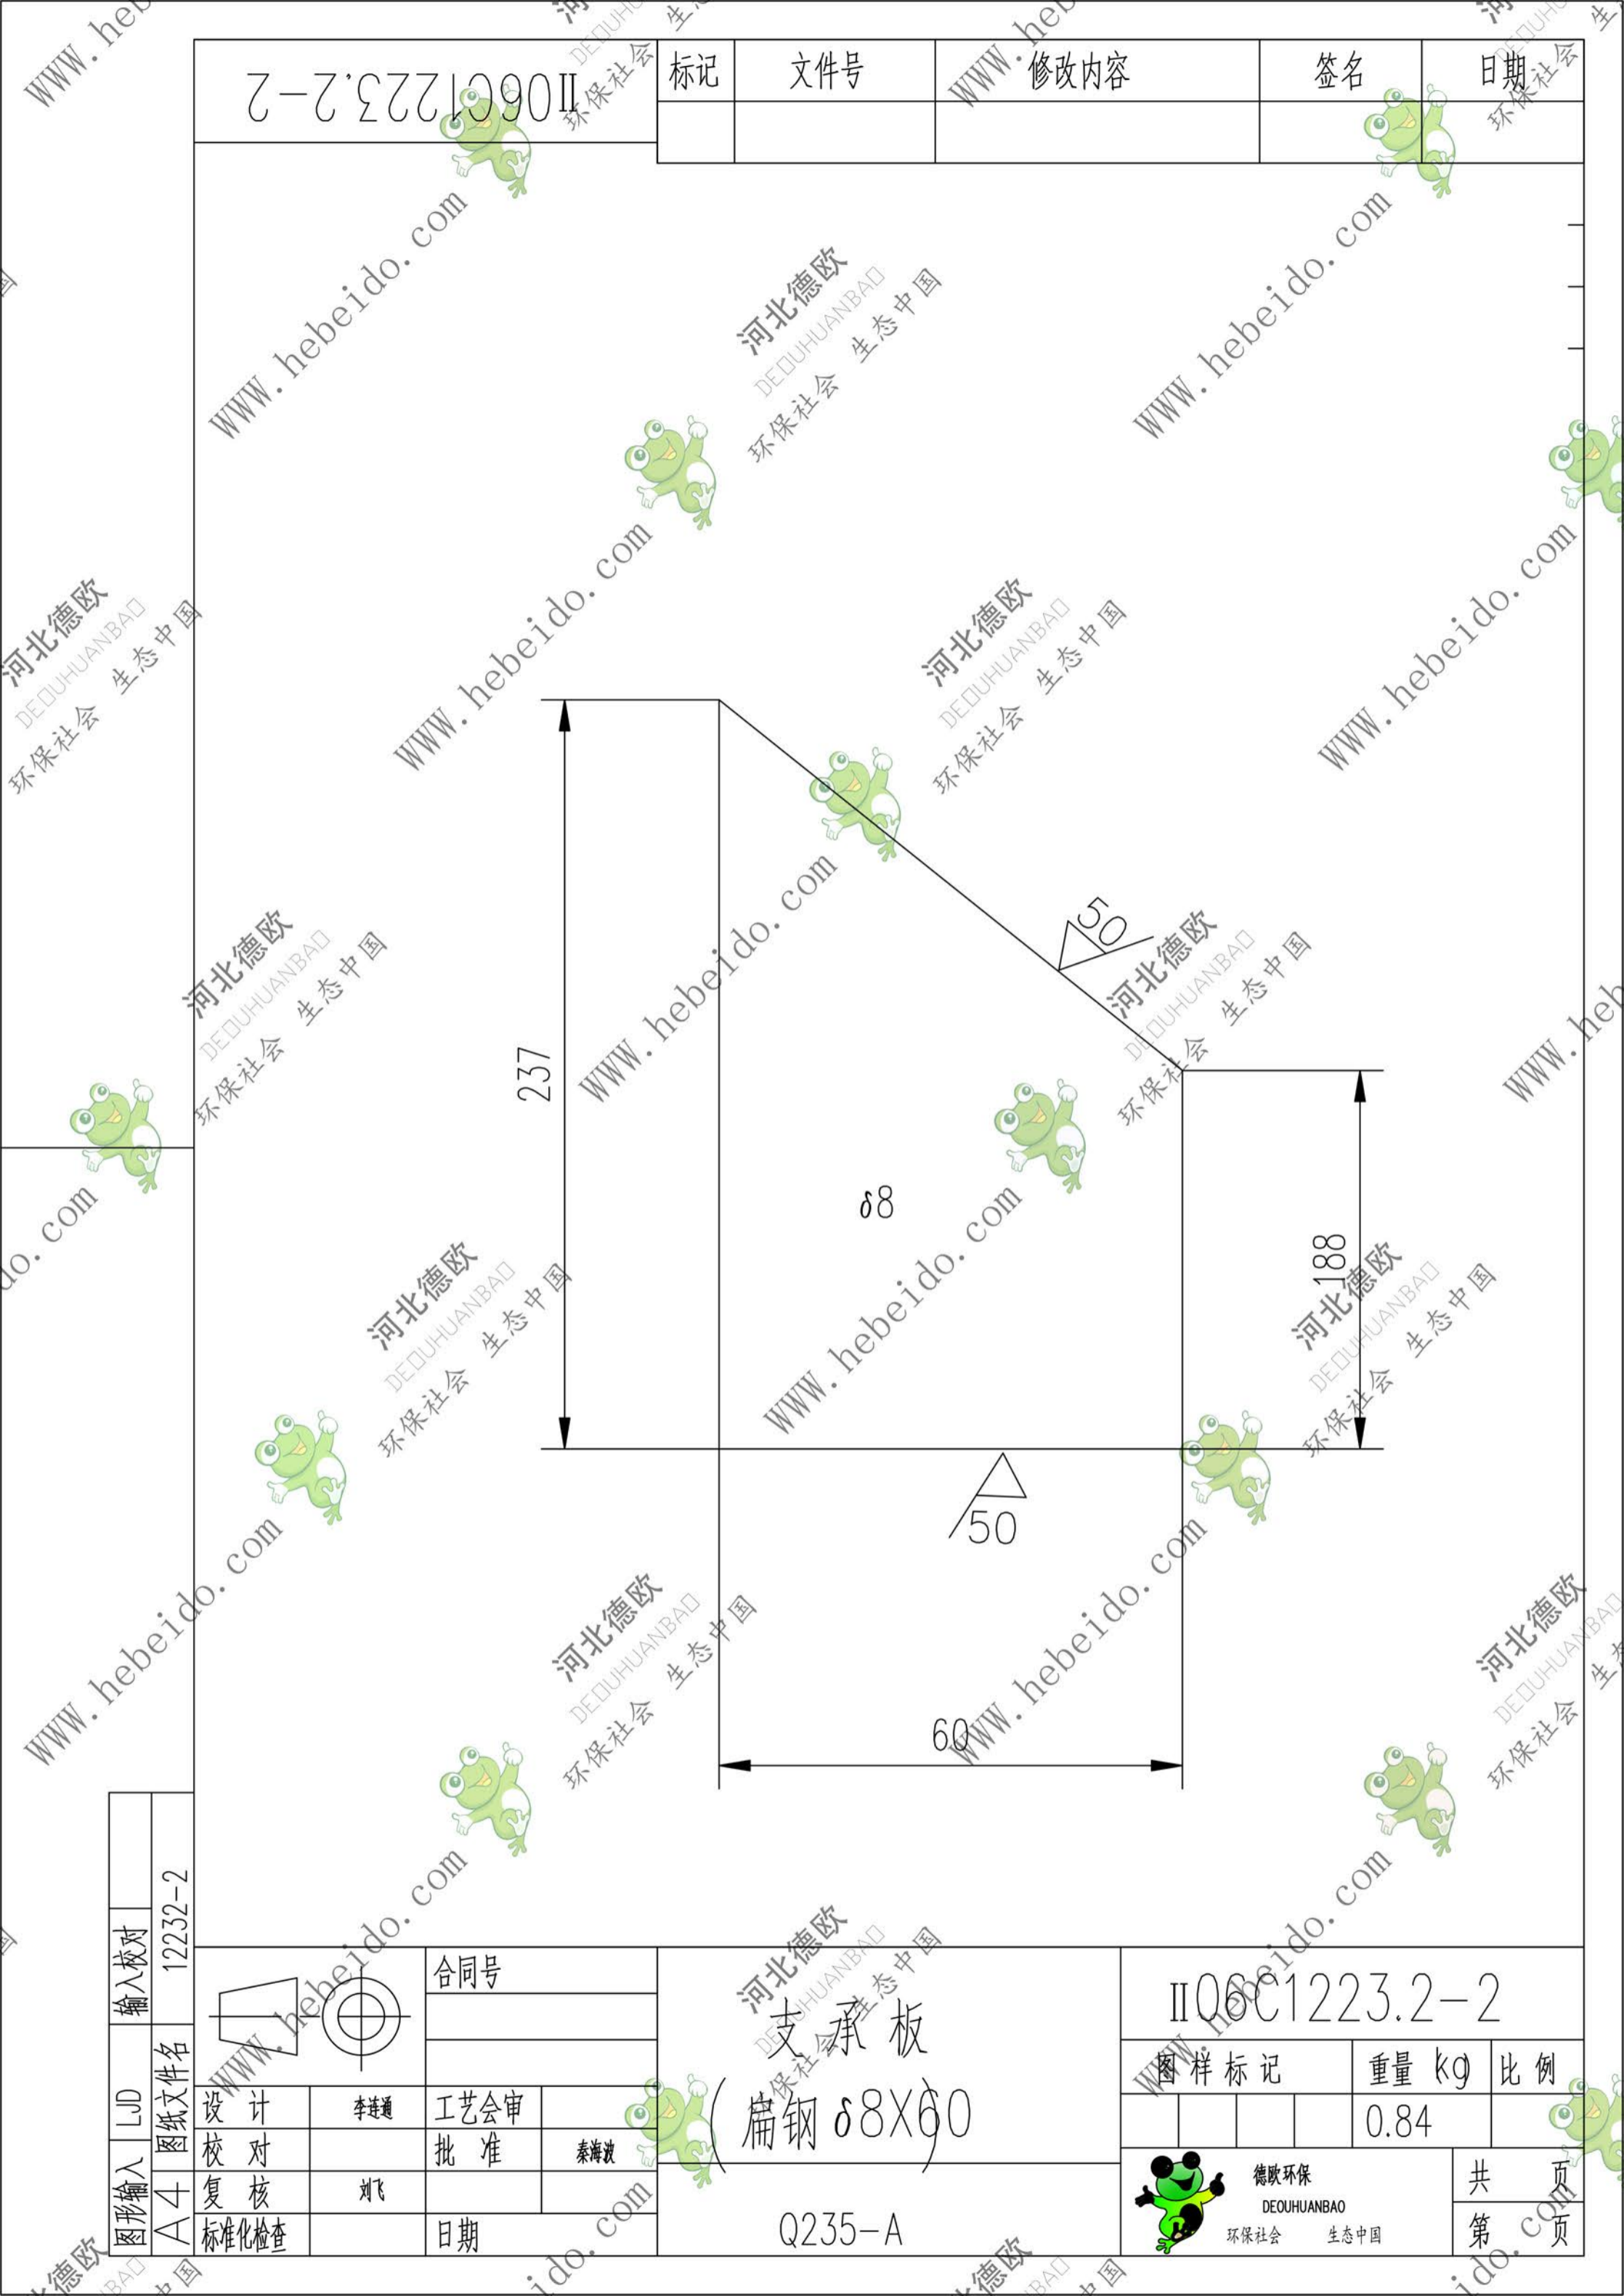 II06C1223.2-2
标记 文件号 修改内容 签名 日期
237
50
δ8
188
50
60
输入校对
12232-2
图形输入 LJD
A4 图纸文件名
合同号
设 计 李连通 工艺会审
校 对 批 准 秦海波
复 核 刘飞
标准化检查 日期
支承板
(扁钢δ8X60)
Q235-A
II06C1223.2-2
图样标记 重量(kg) 比例
0.84
德欧环保
DEOUHUANBAO
环保社会 生态中国
共 页
第 页
WWW.hebeido.com
河北德欧
DEOUHUANBAO
环保社会 生态中国